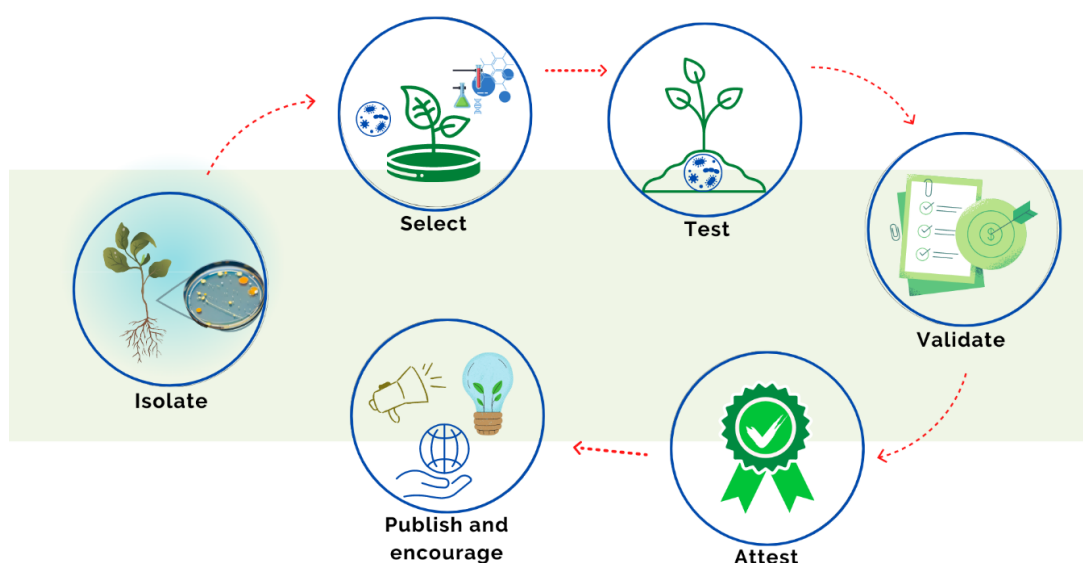 Isolate
Select
Test
Validate
Attest
Publish and
encourage